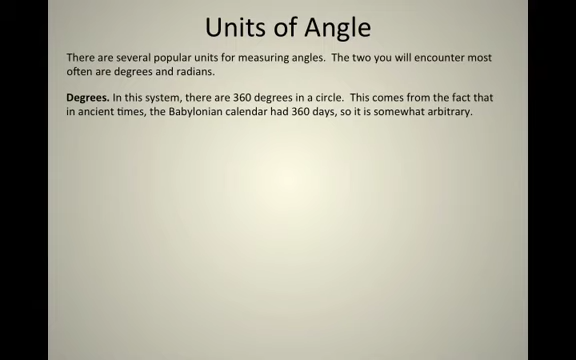 Units of Angle
There are several popular units for measuring angles.  The two you will encounter most
often are degrees and radians.
Degrees. In this system, there are 360 degrees in a circle.  This comes from the fact that
in ancient times, the Babylonian calendar had 360 days, so it is somewhat arbitrary.